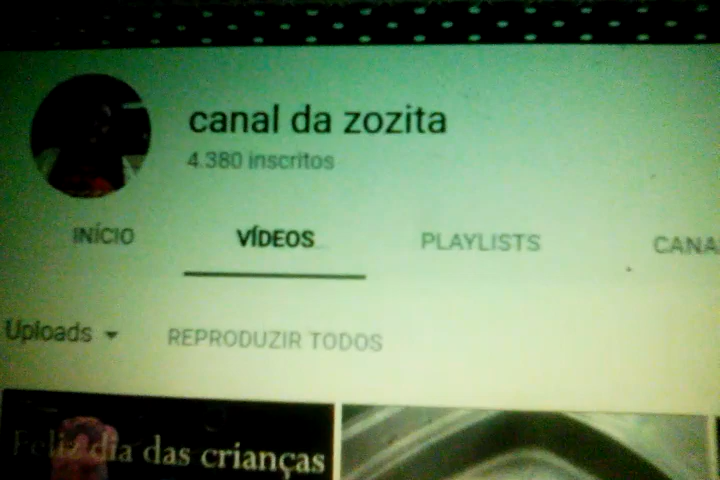 canal da zozita
4.380 inscritos
INÍCIO VÍDEOS PLAYLISTS CANA
Uploads REPRODUZIR TODOS
Feliz dia das crianças